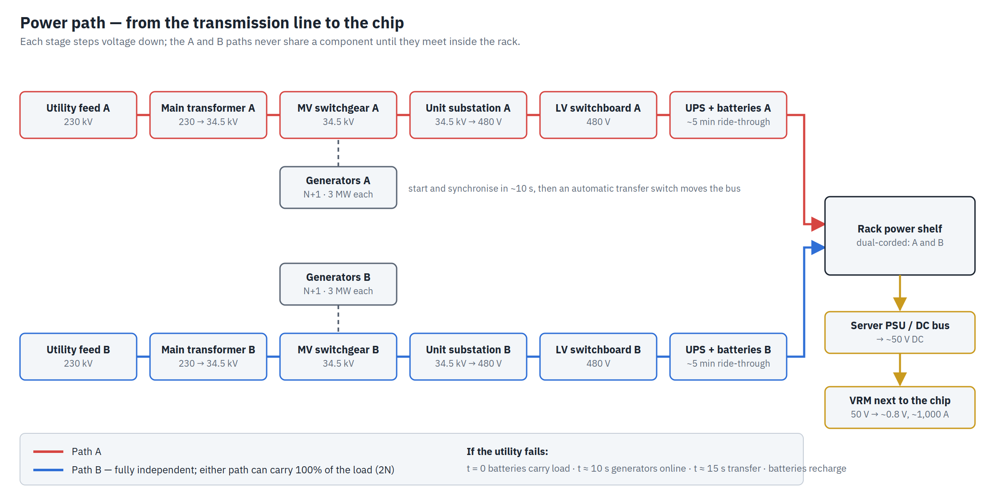 Power path — from the transmission line to the chip
Each stage steps voltage down; the A and B paths never share a component until they meet inside the rack.
Utility feed A
230 kV
Main transformer A
230 → 34.5 kV
MV switchgear A
34.5 kV
Unit substation A
34.5 kV → 480 V
LV switchboard A
480 V
UPS + batteries A
~5 min ride-through
Generators A
N+1 · 3 MW each
start and synchronise in ~10 s, then an automatic transfer switch moves the bus
Rack power shelf
dual-corded: A and B
Generators B
N+1 · 3 MW each
Server PSU / DC bus
→ ~50 V DC
Utility feed B
230 kV
Main transformer B
230 → 34.5 kV
MV switchgear B
34.5 kV
Unit substation B
34.5 kV → 480 V
LV switchboard B
480 V
UPS + batteries B
~5 min ride-through
VRM next to the chip
50 V → ~0.8 V, ~1,000 A
Path A
Path B — fully independent; either path can carry 100% of the load (2N)
If the utility fails:
t = 0 batteries carry load · t ≈ 10 s generators online · t ≈ 15 s transfer · batteries recharge